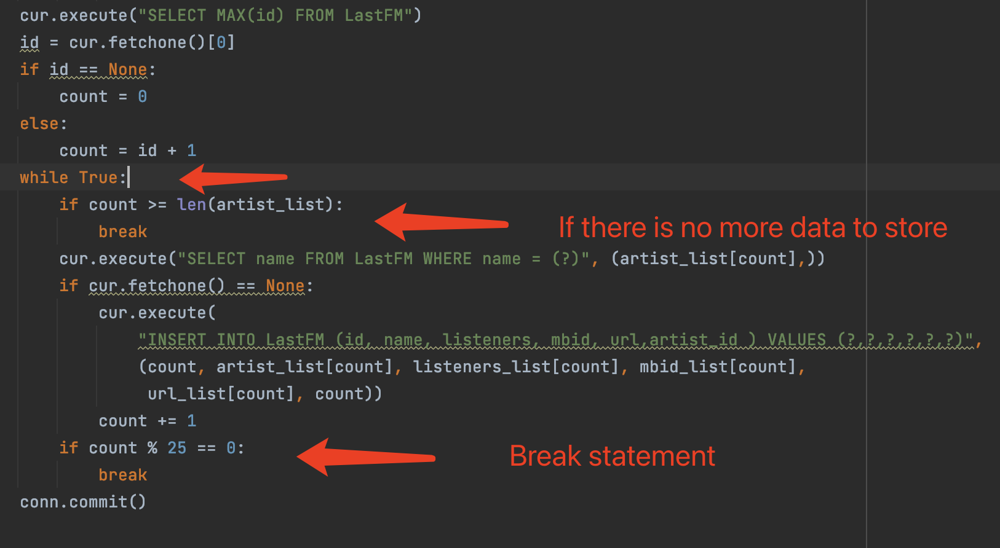 cur.execute("SELECT MAX(id) FROM LastFM")
id = cur.fetchone()[0]
if id == None:
    count = 0
else:
    count = id + 1
while True:
    if count >= len(artist_list):
If there is no more data to store
        break
    cur.execute("SELECT name FROM LastFM WHERE name = (?)", (artist_list[count],))
    if cur.fetchone() == None:
        cur.execute(
            "INSERT INTO LastFM (id, name, listeners, mbid, url,artist_id ) VALUES (?,?,?,?,?,?)",
            (count, artist_list[count], listeners_list[count], mbid_list[count],
             url_list[count], count))
        count += 1
    if count % 25 == 0:
Break statement
        break
conn.commit()